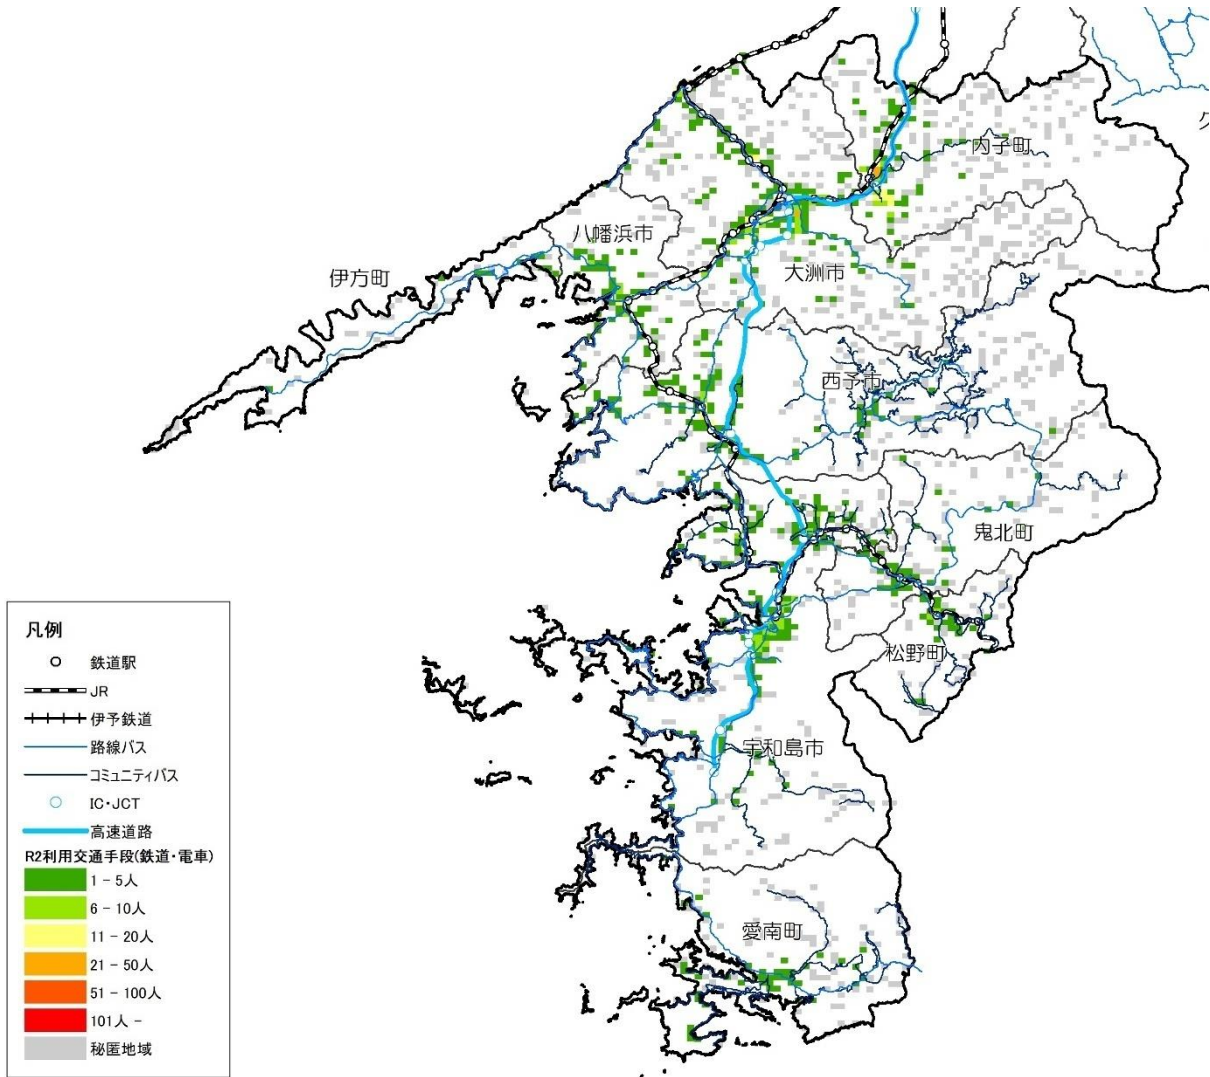 内子町
八幡浜市
伊方町
大洲市
西予市
鬼北町
松野町
宇和島市
愛南町
凡例
鉄道駅
JR
伊予鉄道
路線バス
コミュニティバス
IC・JCT
高速道路
R2利用交通手段(鉄道・電車)
1 - 5人
6 - 10人
11 - 20人
21 - 50人
51 - 100人
101人 -
秘匿地域